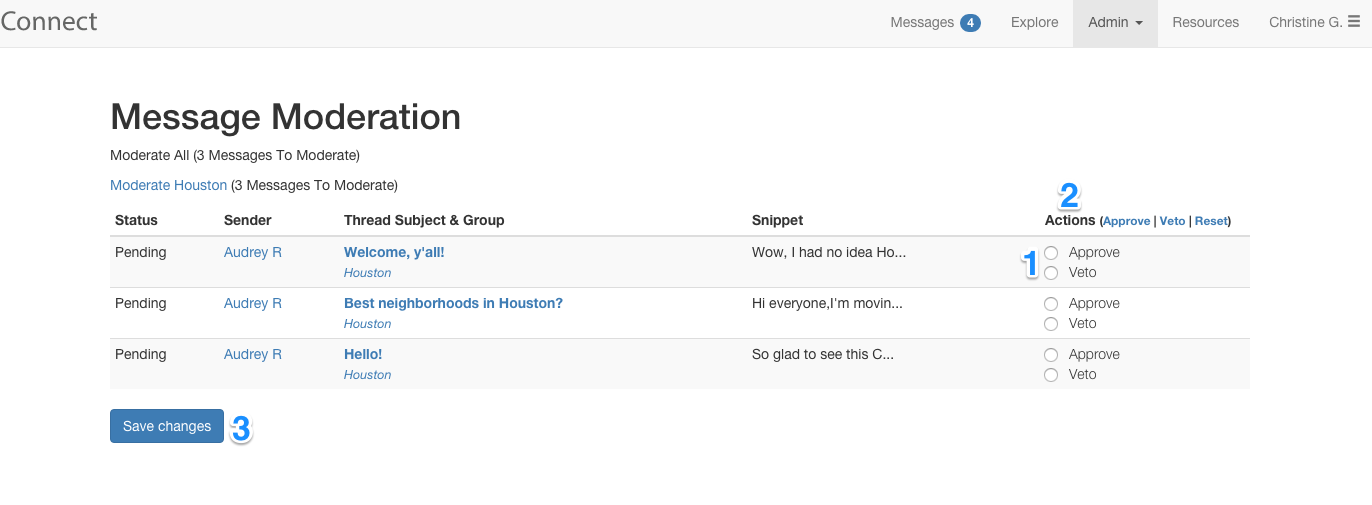 Connect
Messages 4 Explore Admin Resources Christine G.
Message Moderation
Moderate All (3 Messages To Moderate)
Moderate Houston (3 Messages To Moderate)
2
Status Sender Thread Subject & Group Snippet Actions (Approve | Veto | Reset)
Pending Audrey R Welcome, y'all! Wow, I had no idea Ho... Approve
Houston 1 Veto
Pending Audrey R Best neighborhoods in Houston? Hi everyone,I'm movin... Approve
Houston Veto
Pending Audrey R Hello! So glad to see this C... Approve
Houston Veto
Save changes 3